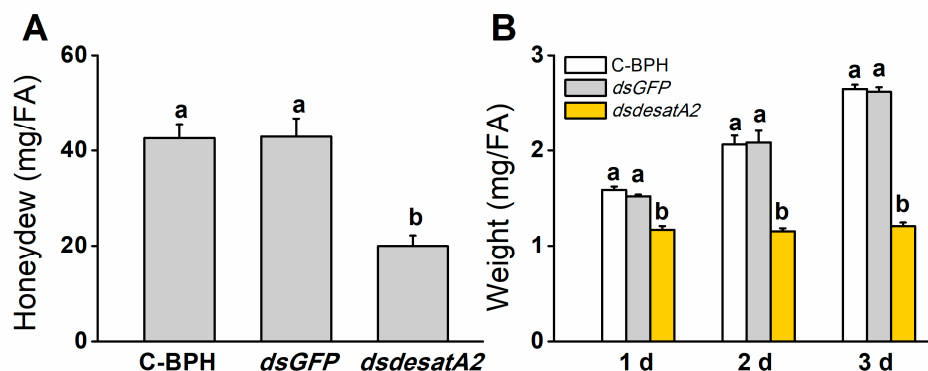 A
Honeydew (mg/FA)
60
40
20
0
a
a
b
C-BPH
dsGFP
dsdesatA2
B
Weight (mg/FA)
3
2
1
0
C-BPH
dsGFP
dsdesatA2
a a
b
a a
b
a a
b
1 d
2 d
3 d